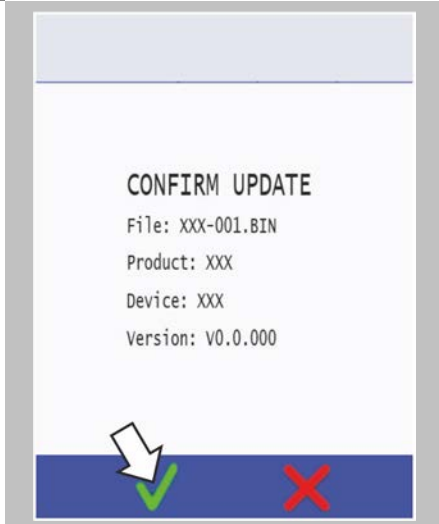 CONFIRM UPDATE
File: XXX-001.BIN
Product: XXX
Device: XXX
Version: V0.0.000